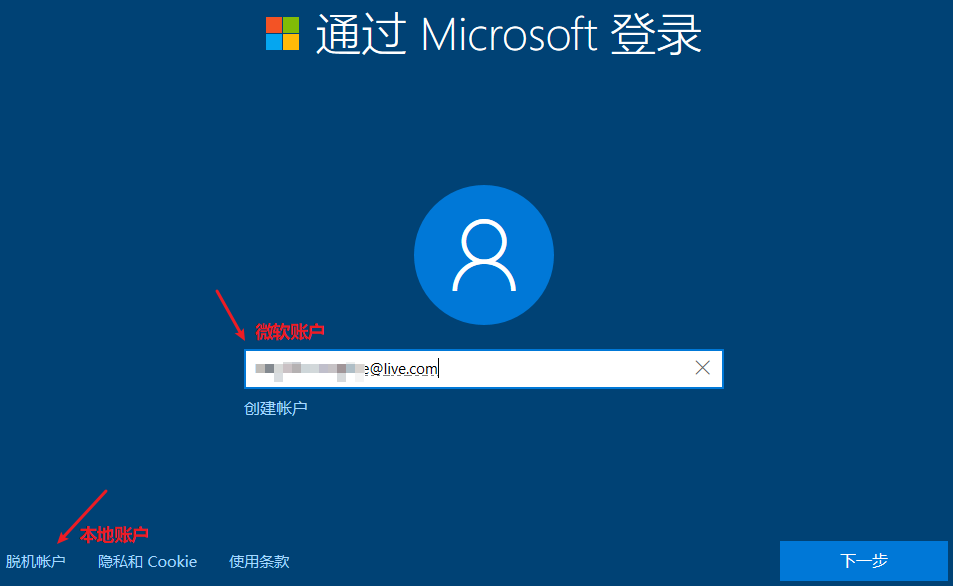 通过 Microsoft 登录
微软账户
e@live.com
创建帐户
本地账户
脱机帐户 隐私和 Cookie 使用条款
下一步